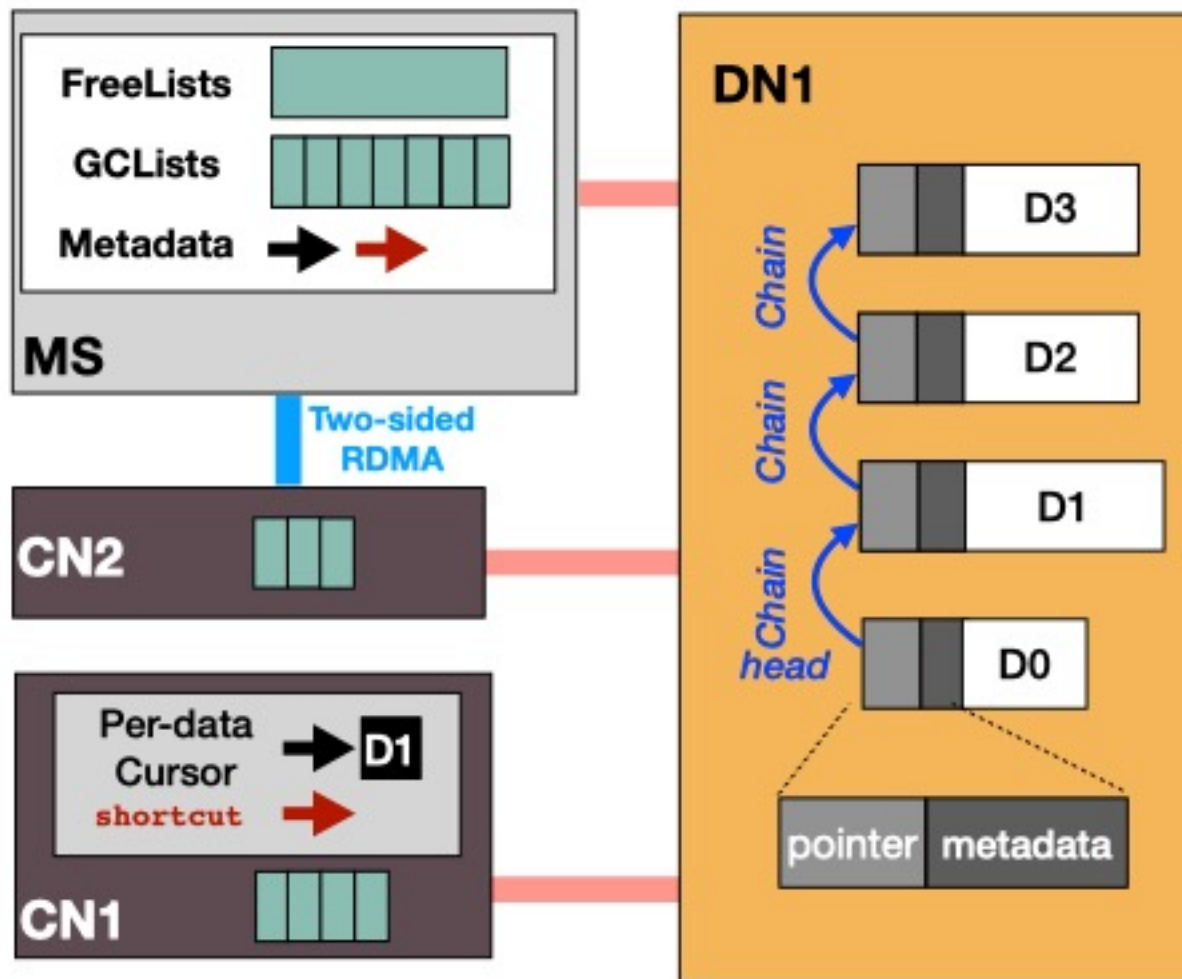 FreeLists
GCLists
Metadata
MS
Two-sided
RDMA
CN2
Per-data
Cursor
D1
shortcut
CN1
DN1
D3
Chain
D2
Chain
D1
Chain
head
D0
pointer
metadata